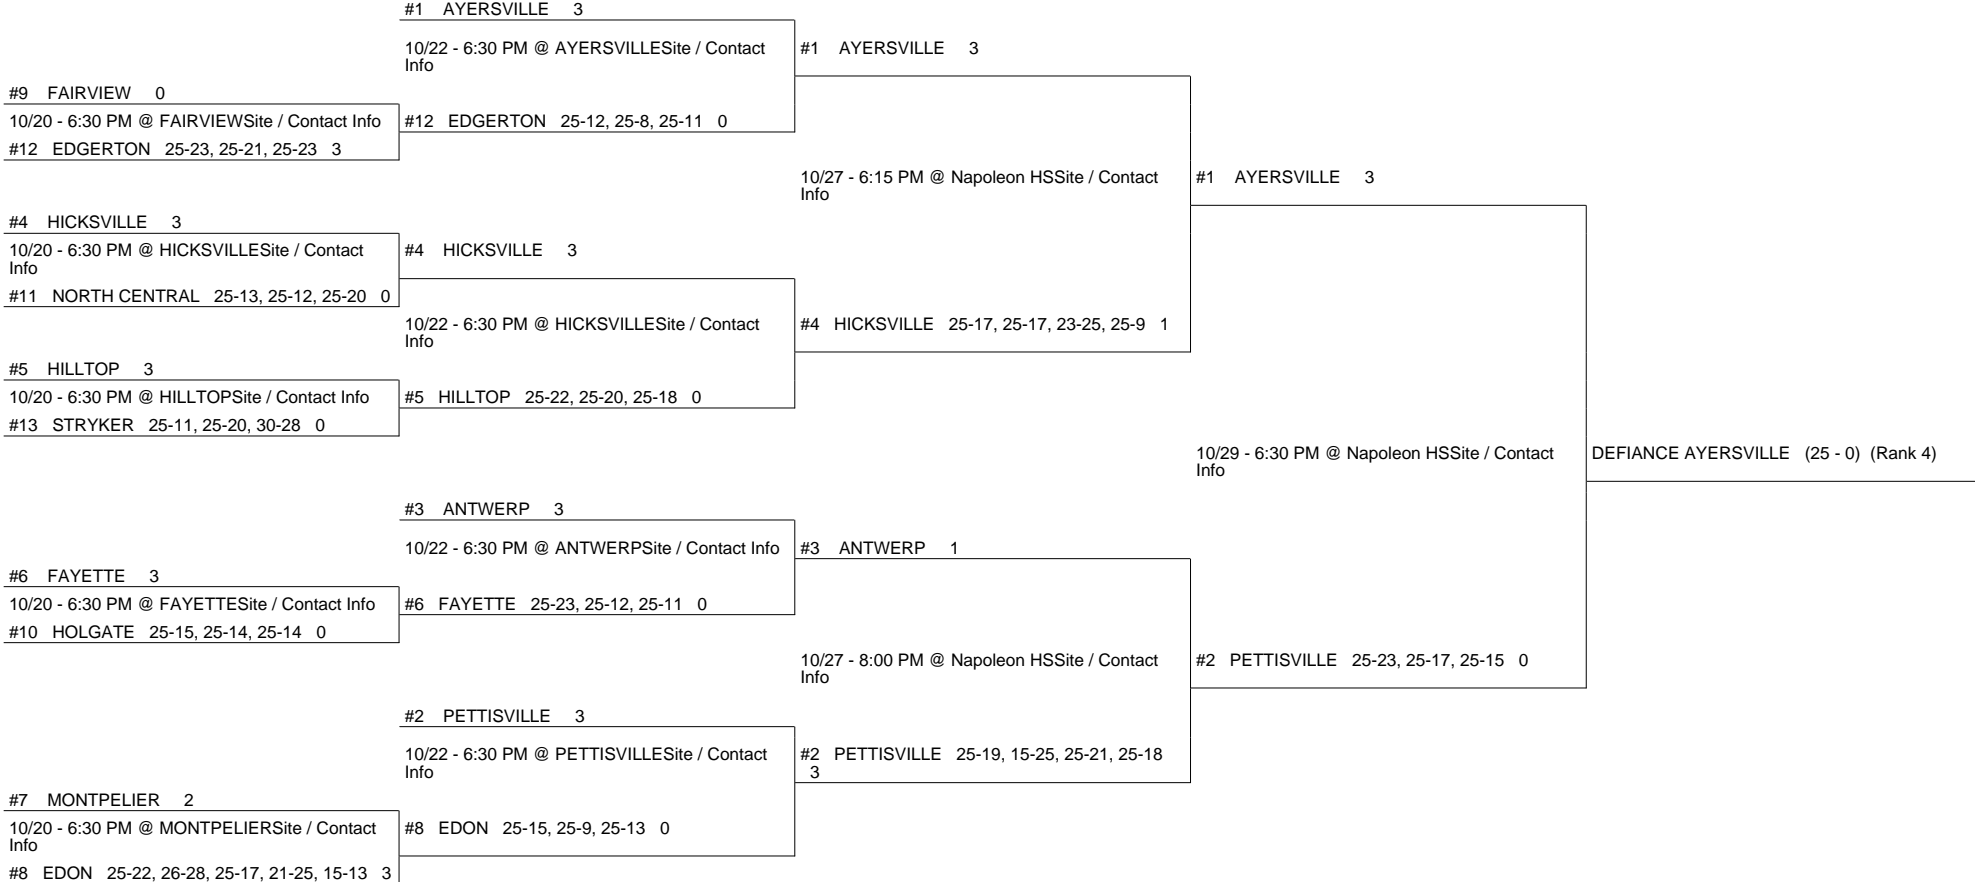 #1 AYERSVILLE 3
10/22 - 6:30 PM @ AYERSVILLESite / Contact
Info
#1 AYERSVILLE 3
#9 FAIRVIEW 0
10/20 - 6:30 PM @ FAIRVIEWSite / Contact Info
#12 EDGERTON 25-23, 25-21, 25-23 3
#12 EDGERTON 25-12, 25-8, 25-11 0
10/27 - 6:15 PM @ Napoleon HSSite / Contact
Info
#1 AYERSVILLE 3
#4 HICKSVILLE 3
10/20 - 6:30 PM @ HICKSVILLESite / Contact
Info
#11 NORTH CENTRAL 25-13, 25-12, 25-20 0
#4 HICKSVILLE 3
10/22 - 6:30 PM @ HICKSVILLESite / Contact
Info
#4 HICKSVILLE 25-17, 25-17, 23-25, 25-9 1
#5 HILLTOP 3
10/20 - 6:30 PM @ HILLTOPSite / Contact Info
#13 STRYKER 25-11, 25-20, 30-28 0
#5 HILLTOP 25-22, 25-20, 25-18 0
10/29 - 6:30 PM @ Napoleon HSSite / Contact
Info
DEFIANCE AYERSVILLE (25 - 0) (Rank 4)
#3 ANTWERP 3
10/22 - 6:30 PM @ ANTWERPSite / Contact Info
#3 ANTWERP 1
#6 FAYETTE 3
10/20 - 6:30 PM @ FAYETTESite / Contact Info
#10 HOLGATE 25-15, 25-14, 25-14 0
#6 FAYETTE 25-23, 25-12, 25-11 0
10/27 - 8:00 PM @ Napoleon HSSite / Contact
Info
#2 PETTISVILLE 25-23, 25-17, 25-15 0
#2 PETTISVILLE 3
10/22 - 6:30 PM @ PETTISVILLESite / Contact
Info
#2 PETTISVILLE 25-19, 15-25, 25-21, 25-18
3
#7 MONTPELIER 2
10/20 - 6:30 PM @ MONTPELIERSite / Contact
Info
#8 EDON 25-22, 26-28, 25-17, 21-25, 15-13 3
#8 EDON 25-15, 25-9, 25-13 0